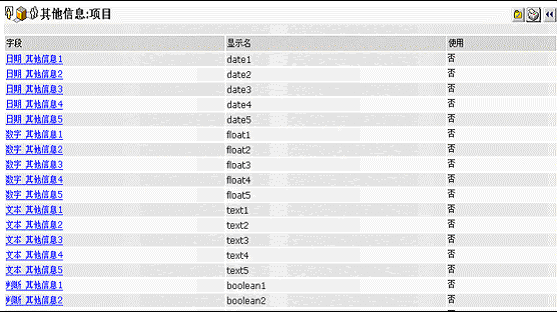 其他信息:项目
字段 显示名 使用
日期 其他信息1 date1 否
日期 其他信息2 date2 否
日期 其他信息3 date3 否
日期 其他信息4 date4 否
日期 其他信息5 date5 否
数字 其他信息1 float1 否
数字 其他信息2 float2 否
数字 其他信息3 float3 否
数字 其他信息4 float4 否
数字 其他信息5 float5 否
文本 其他信息1 text1 否
文本 其他信息2 text2 否
文本 其他信息3 text3 否
文本 其他信息4 text4 否
文本 其他信息5 text5 否
判断 其他信息1 boolean1 否
判断 其他信息2 boolean2 否